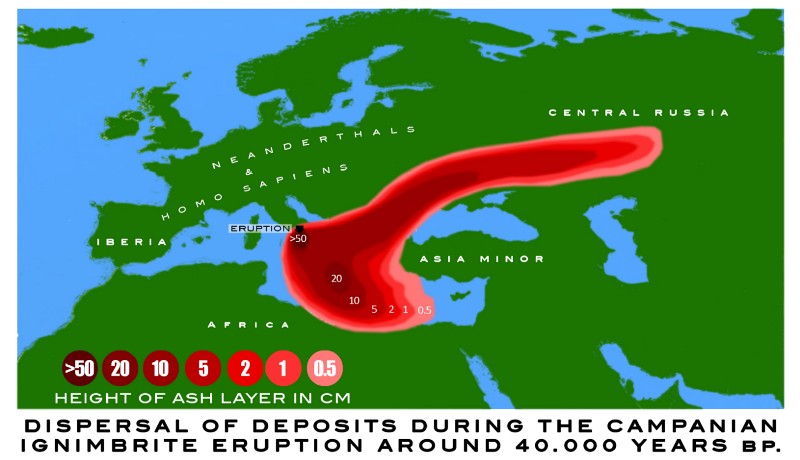 CENTRAL RUSSIA
NEANDERTHALS
&
HOMO SAPIENS
ERUPTION
>50
IBERIA
ASIA MINOR
20
10
5 2 1 0.5
AFRICA
>50 20 10 5 2 1 0.5
HEIGHT OF ASH LAYER IN CM
DISPERSAL OF DEPOSITS DURING THE CAMPANIAN
IGNIMBRITE ERUPTION AROUND 40.000 YEARS BP.